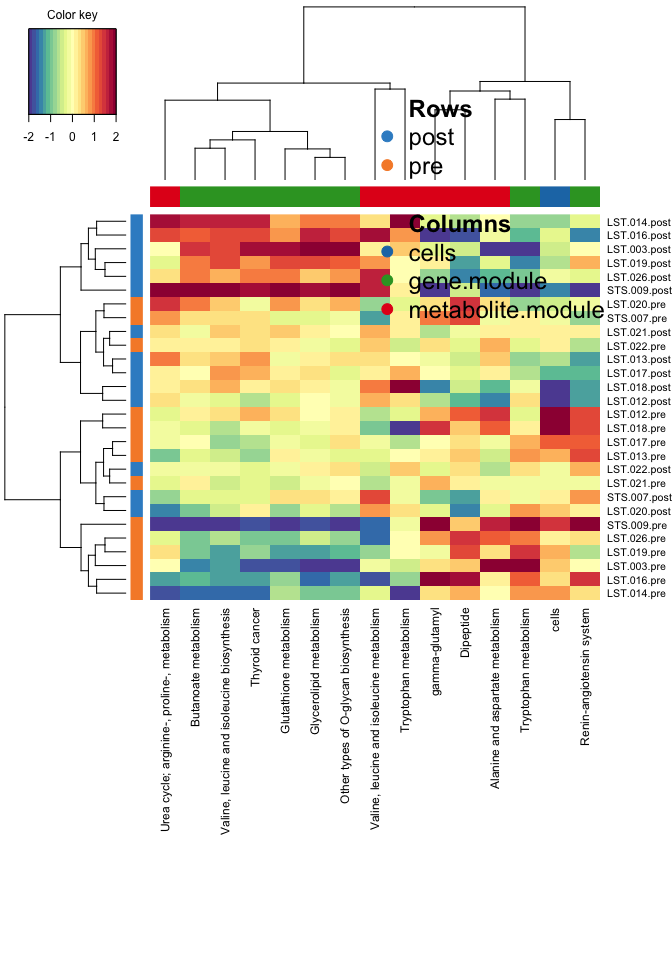 Color key
-2 -1 0 1 2
Rows
post
pre
Columns
cells
gene.module
metabolite.module
LST.014.post
LST.016.post
LST.003.post
LST.019.post
LST.026.post
STS.009.post
LST.020.pre
STS.007.pre
LST.021.post
LST.022.pre
LST.013.post
LST.017.post
LST.018.post
LST.012.post
LST.012.pre
LST.018.pre
LST.017.pre
LST.013.pre
LST.022.post
LST.021.pre
STS.007.post
LST.020.post
STS.009.pre
LST.026.pre
LST.019.pre
LST.003.pre
LST.016.pre
LST.014.pre
Urea cycle; arginine-, proline-, metabolism
Butanoate metabolism
Valine, leucine and isoleucine biosynthesis
Thyroid cancer
Glutathione metabolism
Glycerolipid metabolism
Other types of O-glycan biosynthesis
Valine, leucine and isoleucine metabolism
Tryptophan metabolism
gamma-glutamyl
Dipeptide
Alanine and aspartate metabolism
Tryptophan metabolism
cells
Renin-angiotensin system